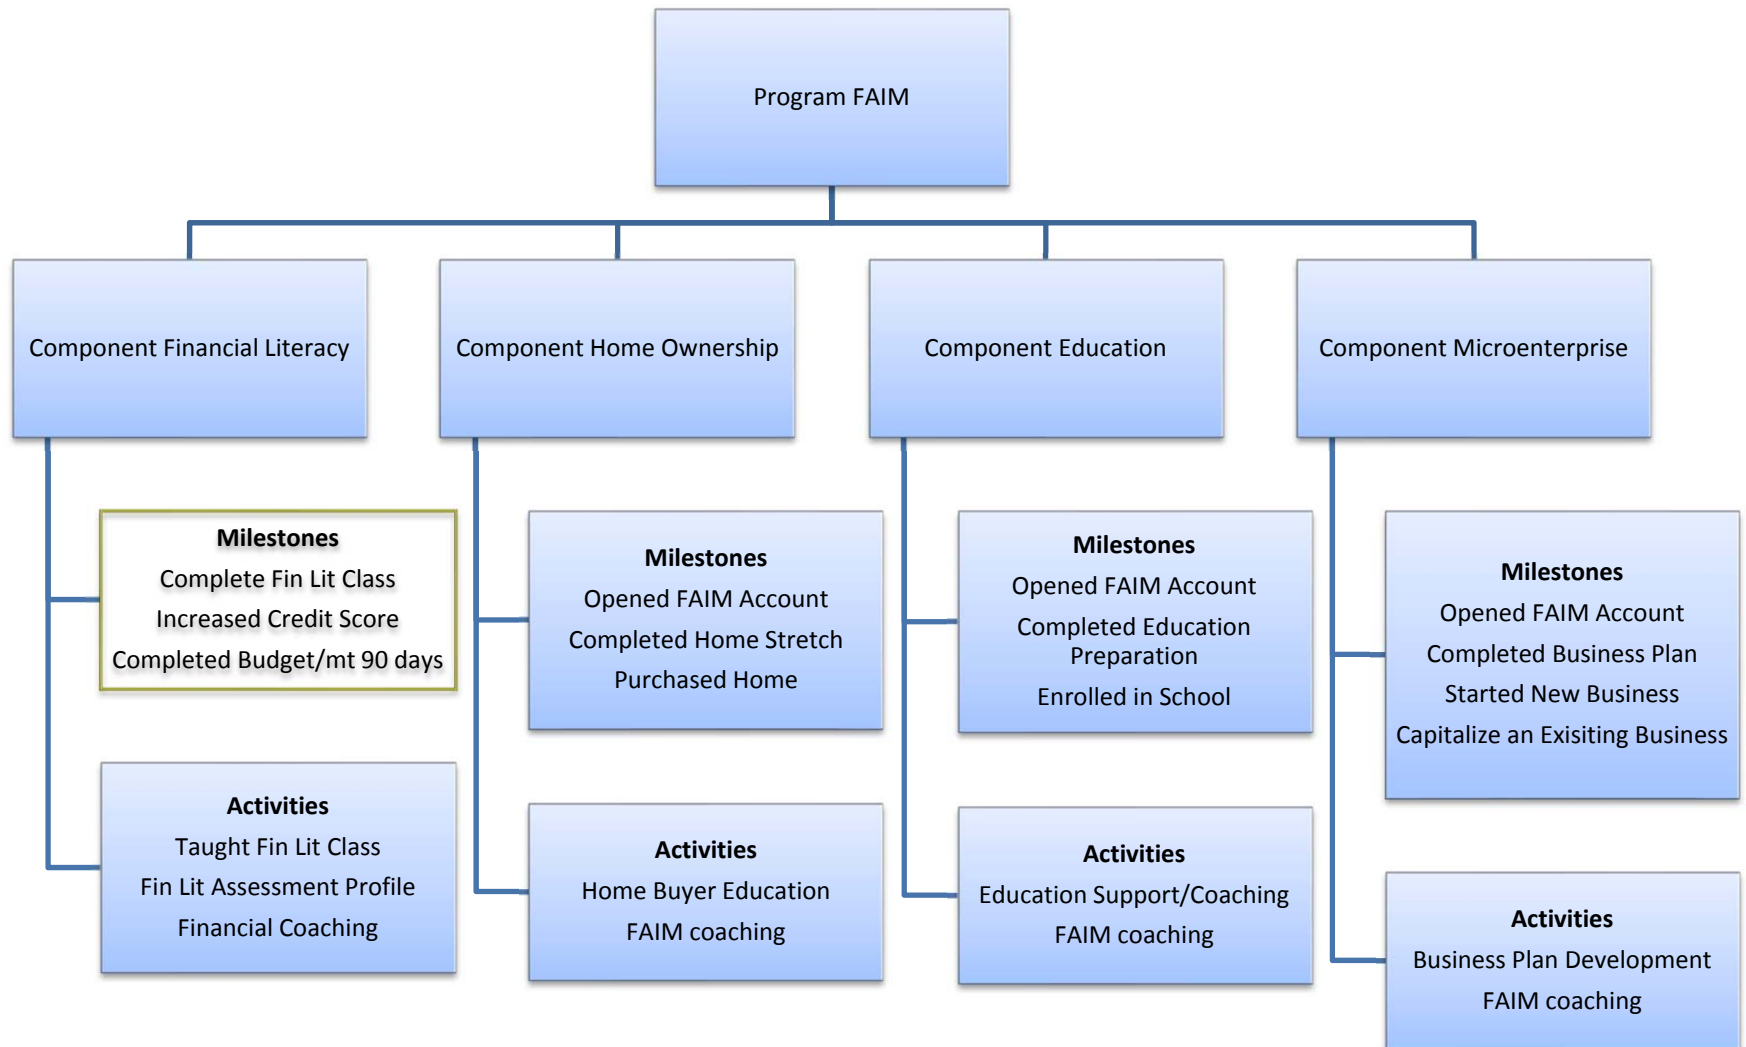 Program FAIM
Component Financial Literacy
Component Home Ownership
Component Education
Component Microenterprise
Milestones
Complete Fin Lit Class
Increased Credit Score
Completed Budget/mt 90 days
Activities
Taught Fin Lit Class
Fin Lit Assessment Profile
Financial Coaching
Milestones
Opened FAIM Account
Completed Home Stretch
Purchased Home
Activities
Home Buyer Education
FAIM coaching
Milestones
Opened FAIM Account
Completed Education
Preparation
Enrolled in School
Activities
Education Support/Coaching
FAIM coaching
Milestones
Opened FAIM Account
Completed Business Plan
Started New Business
Capitalize an Exisiting Business
Activities
Business Plan Development
FAIM coaching